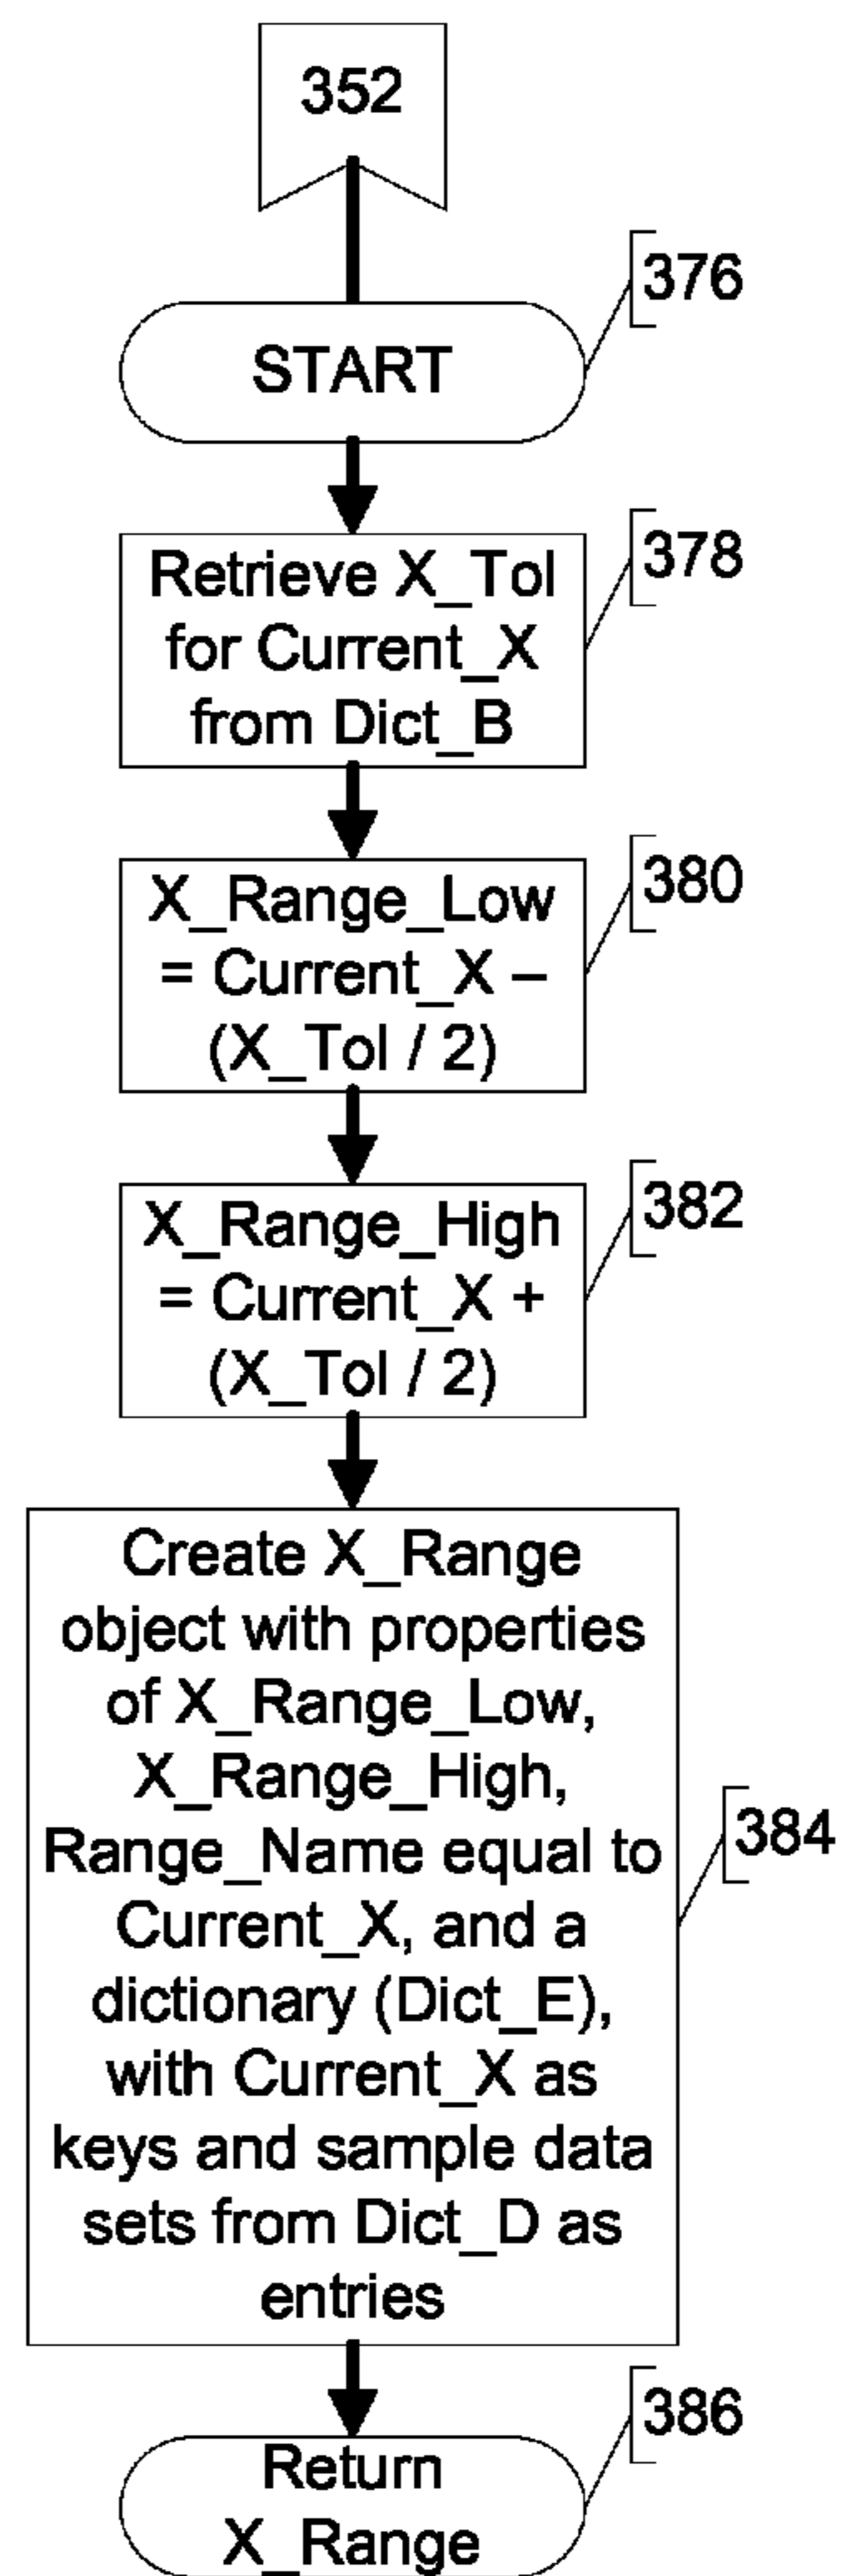 352
376
START
378
Retrieve X_Tol
for Current_X
from Dict_B
380
X_Range_Low
= Current_X –
(X_Tol / 2)
382
X_Range_High
= Current_X +
(X_Tol / 2)
Create X_Range
object with properties
of X_Range_Low,
X_Range_High,
384
Range_Name equal to
Current_X, and a
dictionary (Dict_E),
with Current_X as
keys and sample data
sets from Dict_D as
entries
386
Return
X_Range